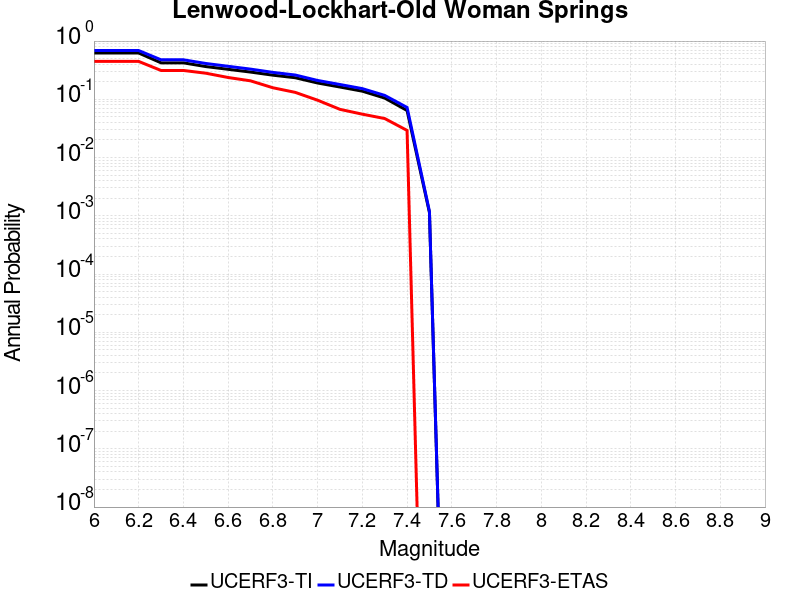 Lenwood-Lockhart-Old Woman Springs
Annual Probability
10^0
10^-1
10^-2
10^-3
10^-4
10^-5
10^-6
10^-7
10^-8
6 6.2 6.4 6.6 6.8 7 7.2 7.4 7.6 7.8 8 8.2 8.4 8.6 8.8 9
Magnitude
UCERF3-TI UCERF3-TD UCERF3-ETAS